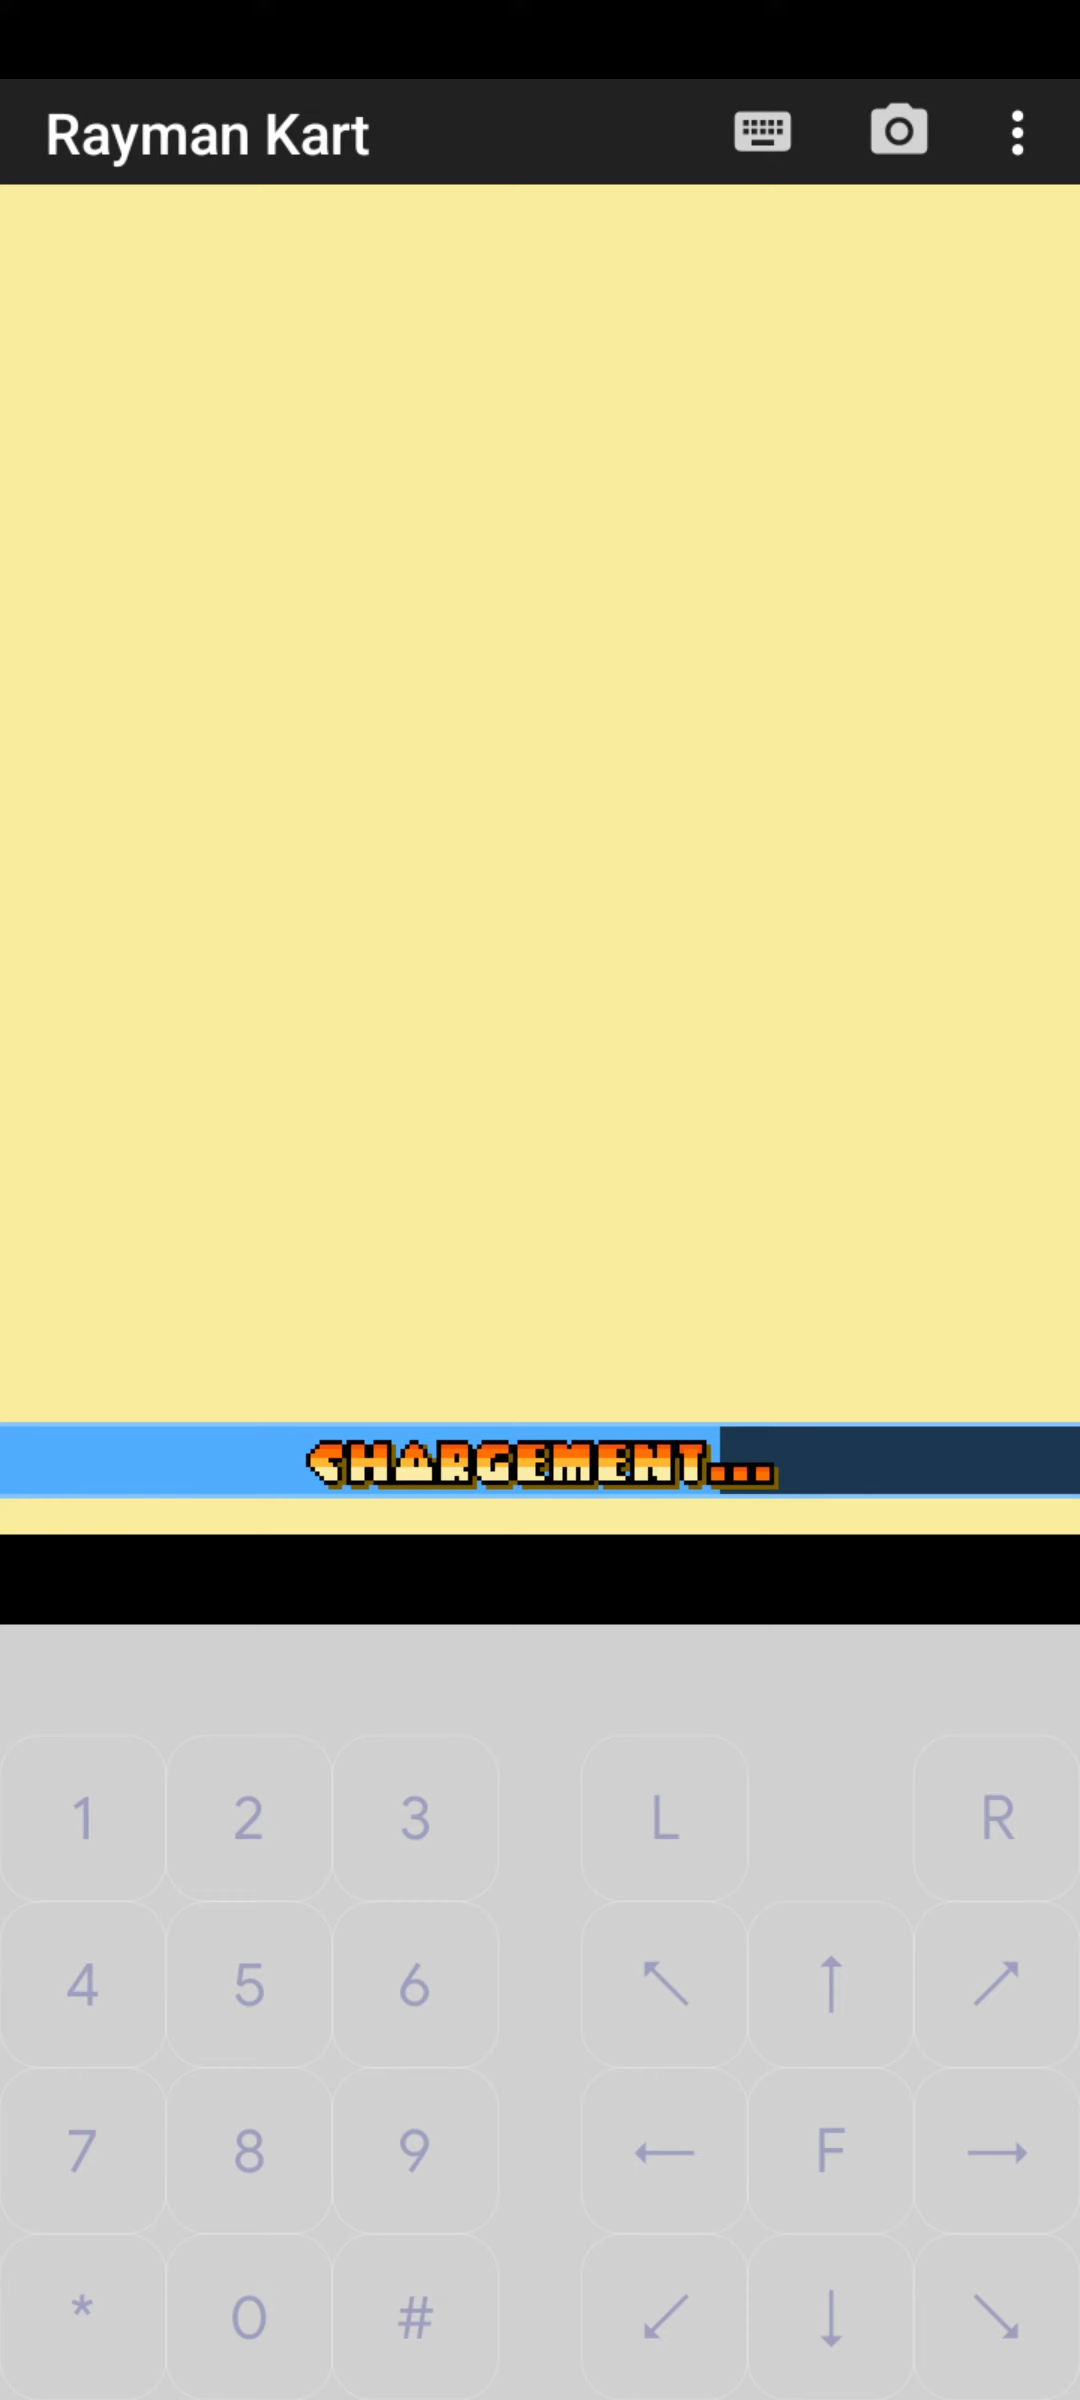 Rayman Kart
CHARGEMENT...
1 2 3 L R
4 5 6 ↖ ↑ ↗
7 8 9 ← F →
* 0 # ↙ ↓ ↘